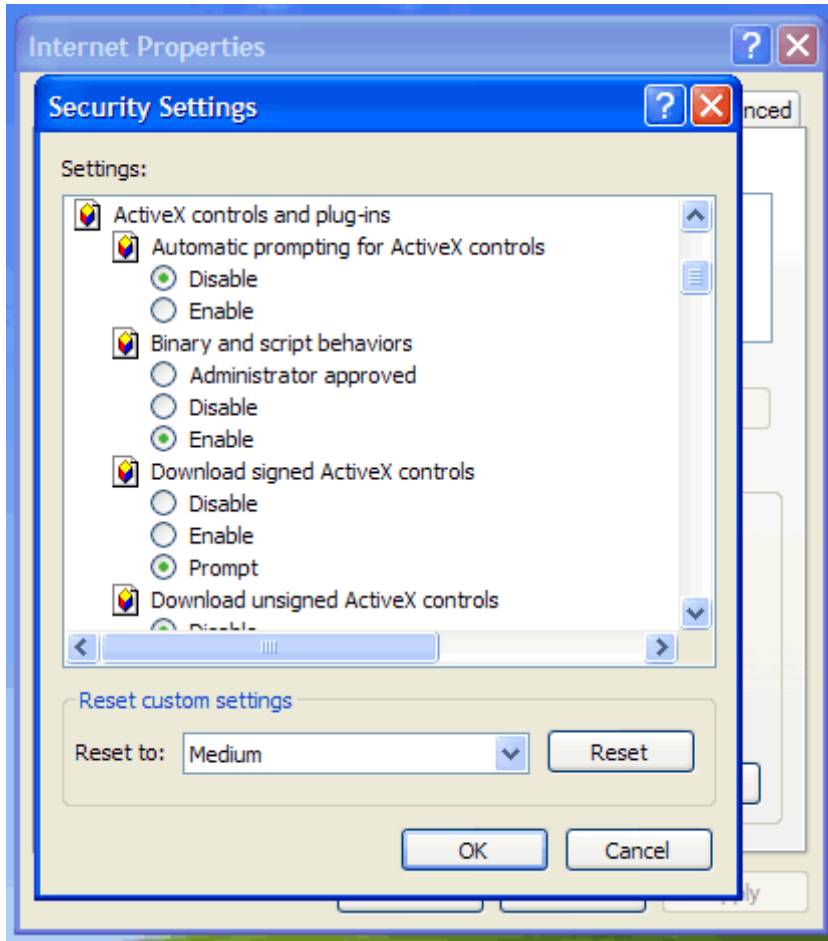 Internet Properties
Security Settings
nced
Settings:
ActiveX controls and plug-ins
Automatic prompting for ActiveX controls
Disable
Enable
Binary and script behaviors
Administrator approved
Disable
Enable
Download signed ActiveX controls
Disable
Enable
Prompt
Download unsigned ActiveX controls
Disable
Reset custom settings
Reset to: Medium Reset
OK Cancel